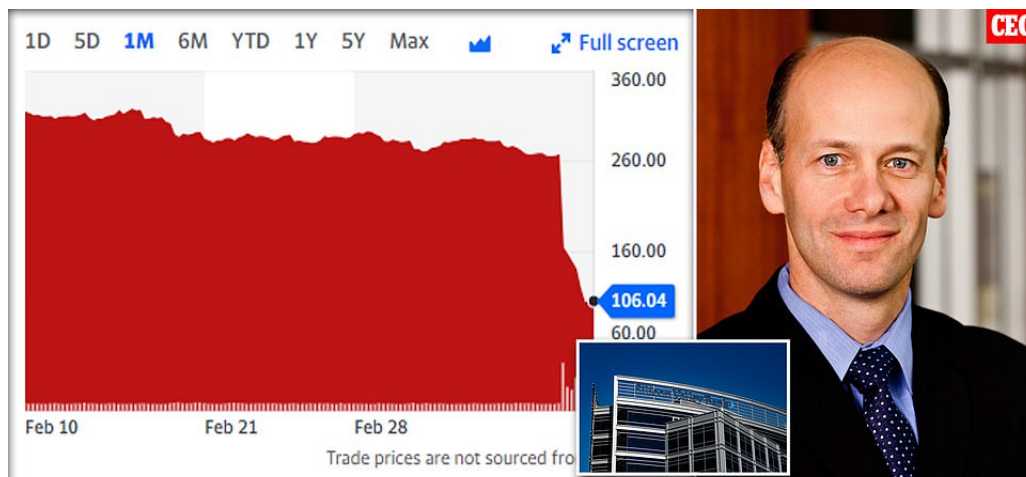 1D 5D 1M 6M YTD 1Y 5Y Max Full screen
360.00
260.00
160.00
106.04
60.00
Feb 10 Feb 21 Feb 28
Trade prices are not sourced fro
CEO